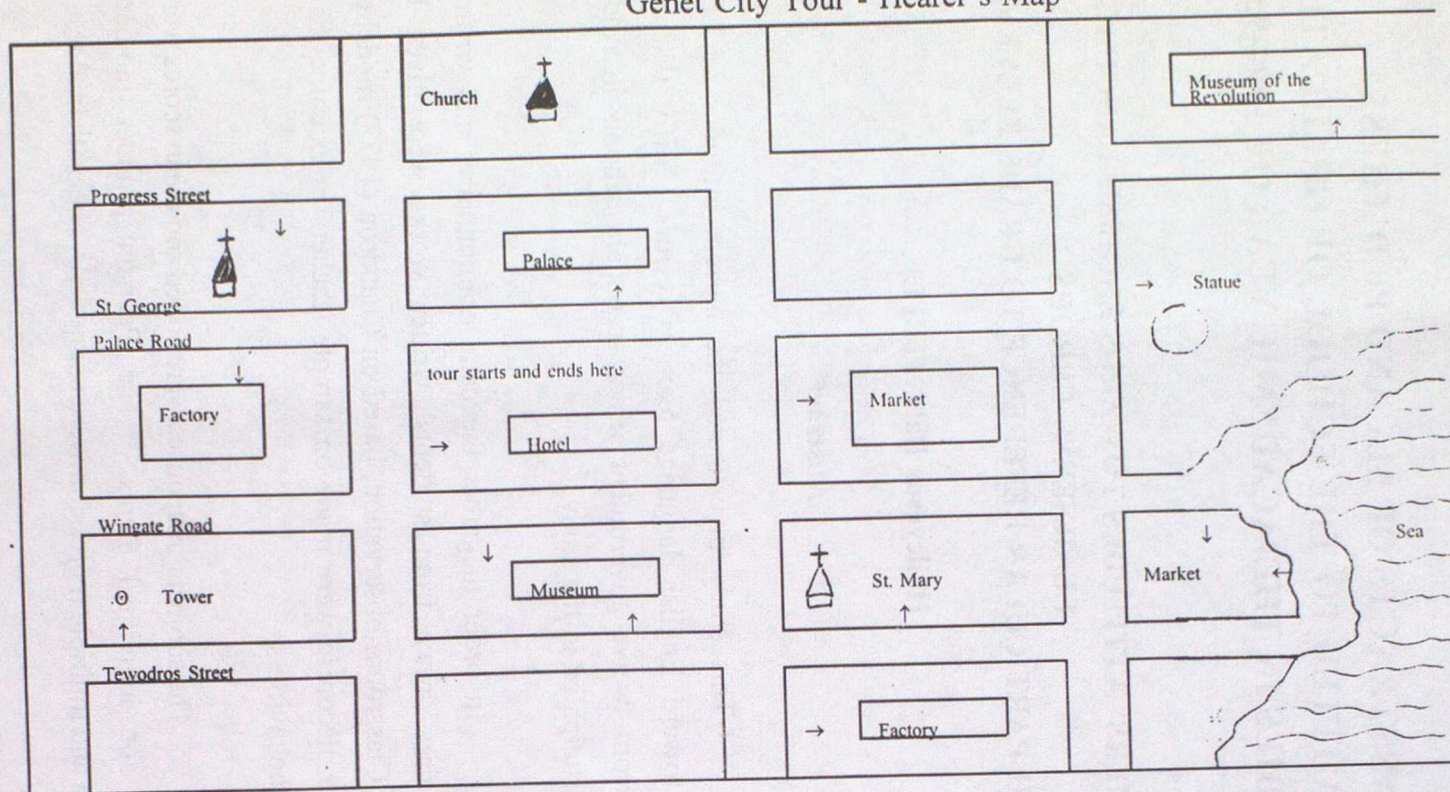 Genet City Tour - Hearer's Map
Church
Museum of the
Revolution
Progress Street
St. George
Palace
Statue
Palace Road
Factory
tour starts and ends here
Hotel
Market
Wingate Road
Tower
Museum
St. Mary
Market
Sea
Tewodros Street
Factory